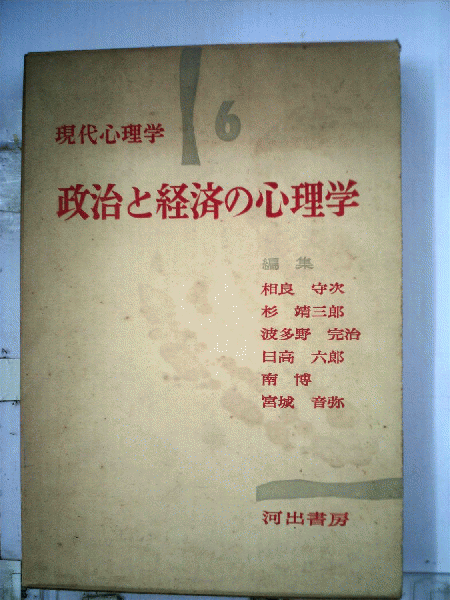 現代心理学
6
政治と経済の心理学
編集
相良 守次
杉 靖三郎
波多野 完治
日高 六郎
南 博
宮城 音弥
河出書房